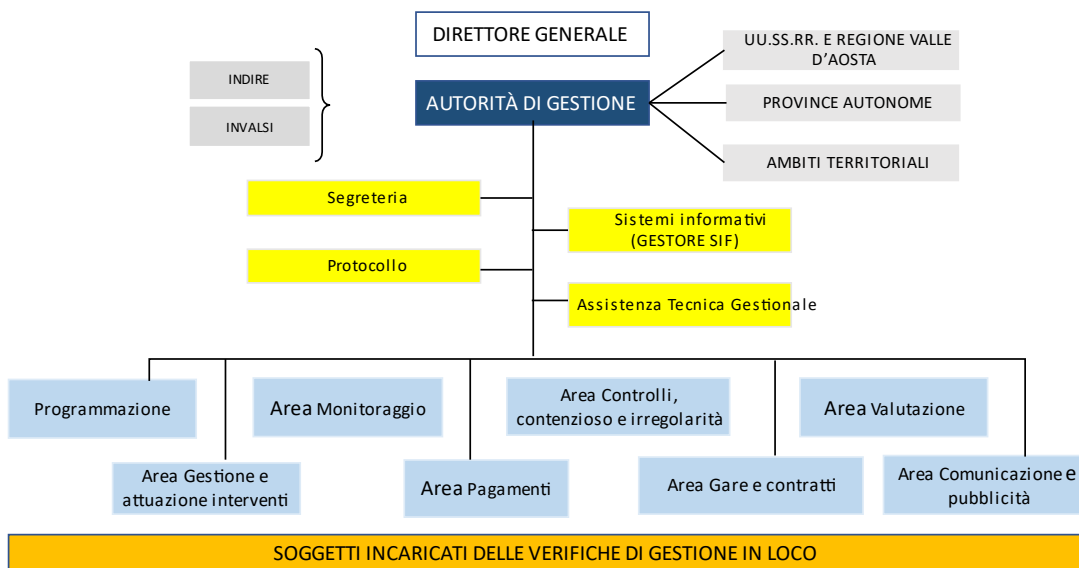 DIRETTORE GENERALE
UU.SS.RR. E REGIONE VALLE
D'AOSTA
INDIRE
AUTORITÀ DI GESTIONE
PROVINCE AUTONOME
INVALSI
AMBITI TERRITORIALI
Segreteria
Sistemi informativi
(GESTORE SIF)
Protocollo
Assistenza Tecnica Gestionale
Programmazione
Area Monitoraggio
Area Controlli,
contenzioso e irregolarità
Area Valutazione
Area Gestione e
attuazione interventi
Area Pagamenti
Area Gare e contratti
Area Comunicazione e
pubblicità
SOGGETTI INCARICATI DELLE VERIFICHE DI GESTIONE IN LOCO